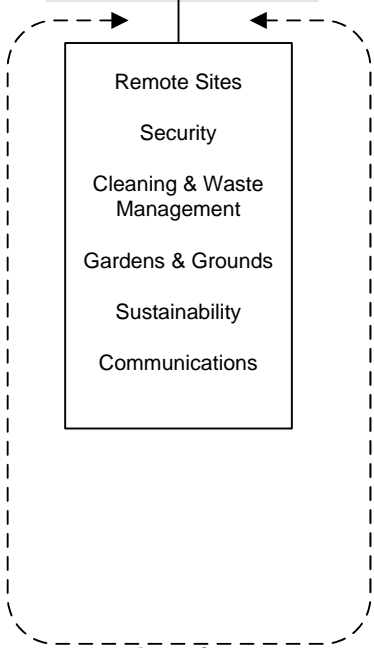 Remote Sites
Security
Cleaning & Waste
Management
Gardens & Grounds
Sustainability
Communications